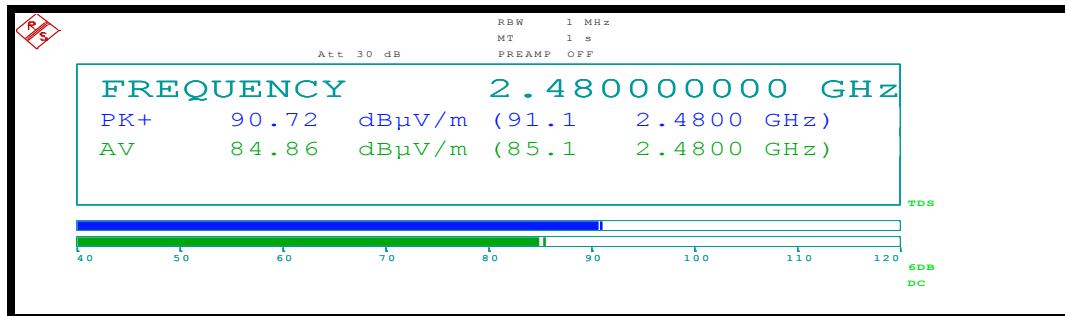 R S
RBW 1 MHz
MT 1 s
Att 30 dB PREAMP OFF
FREQUENCY 2.480000000 GHz
PK+ 90.72 dBµV/m (91.1 2.4800 GHz)
AV 84.86 dBµV/m (85.1 2.4800 GHz)
TDS
40 50 60 70 80 90 100 110 120
6DB
DC